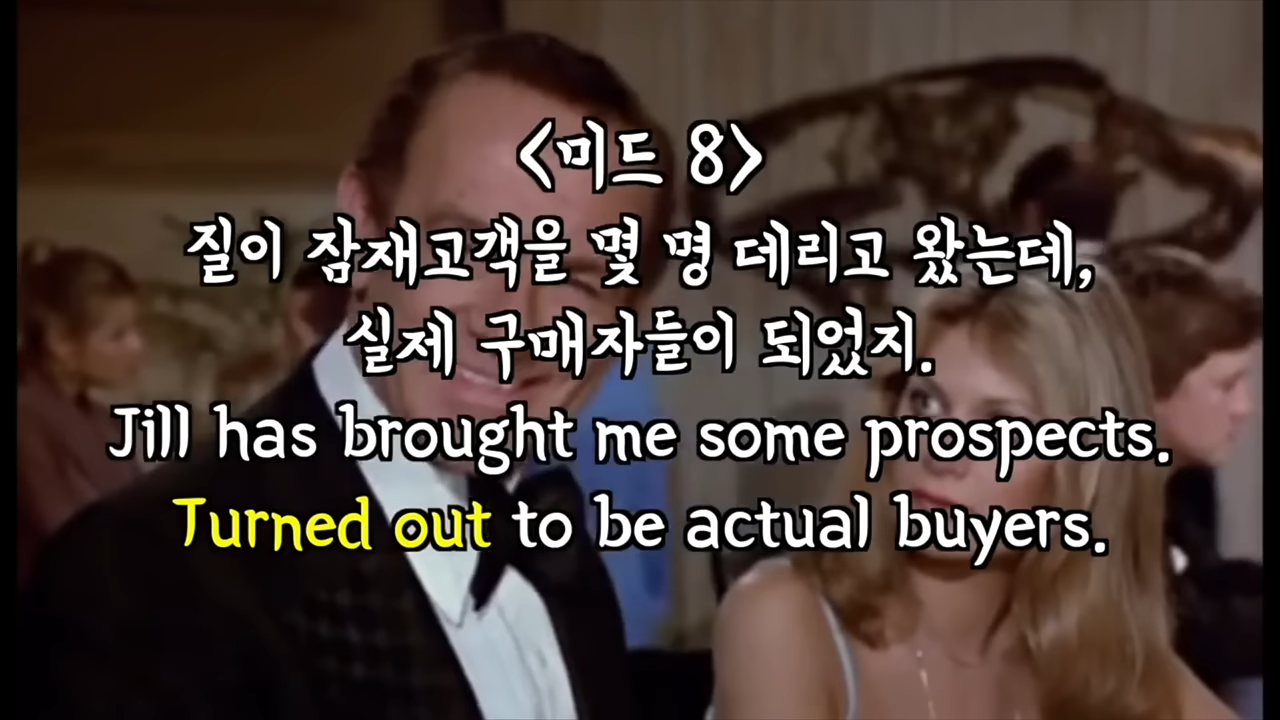 <미드 8>
질이 잠재고객을 몇 명 데리고 왔는데,
실제 구매자들이 되었지.
Jill has brought me some prospects.
Turned out to be actual buyers.